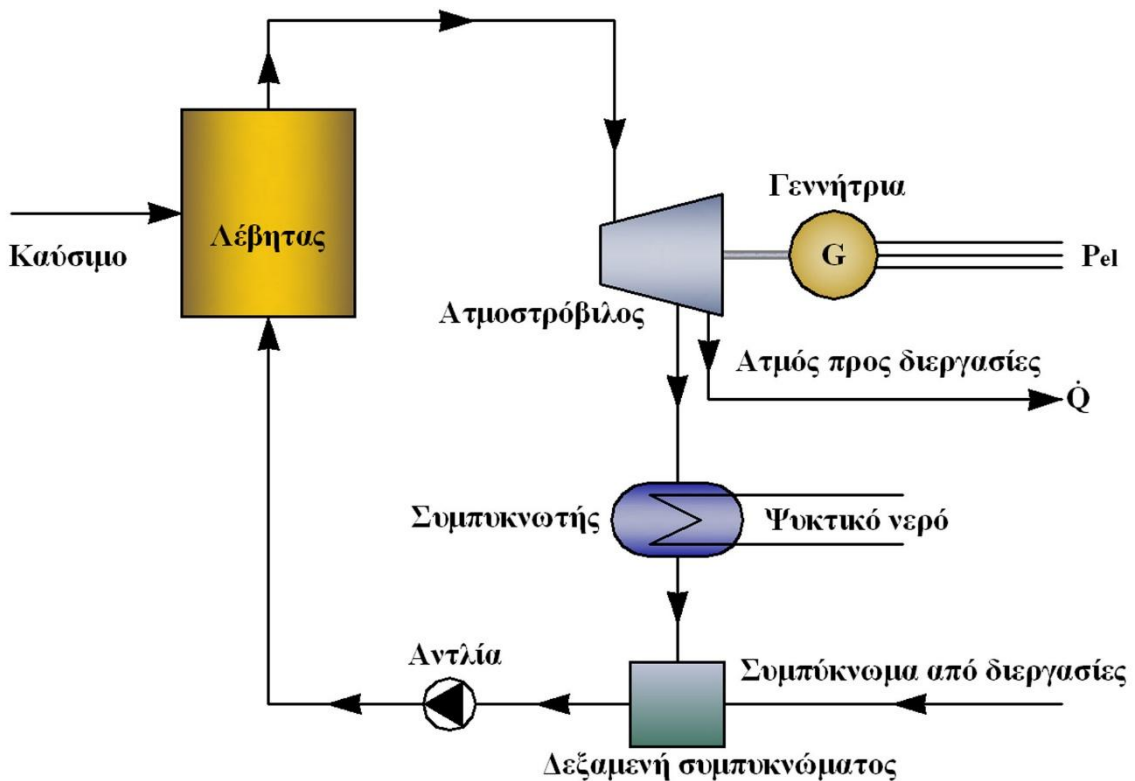 Γεννήτρια
Λέβητας
Καύσιμο
G
Pel
Ατμοστρόβιλος
Ατμός προς διεργασίες
Q̇
Συμπυκνωτής
Ψυκτικό νερό
Αντλία
Συμπύκνωμα από διεργασίες
Δεξαμενή συμπυκνώματος